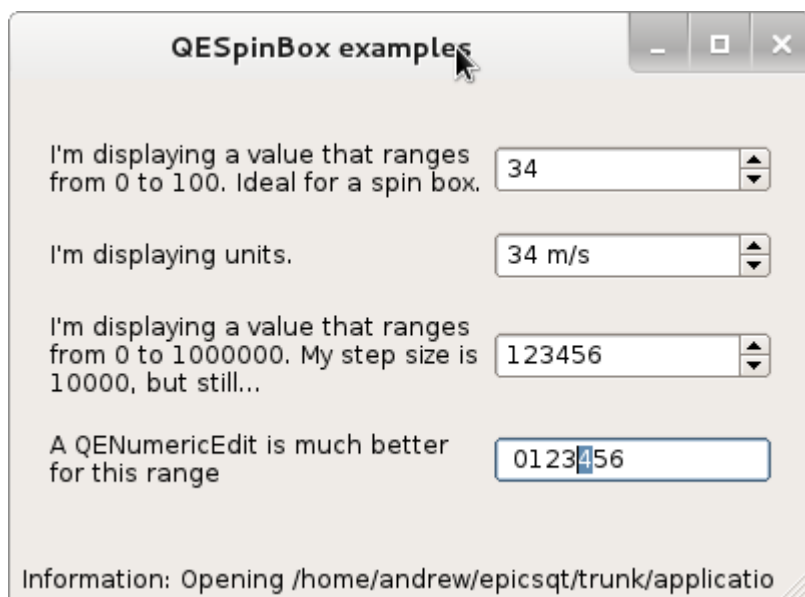 QESpinBox examples
I'm displaying a value that ranges
from 0 to 100. Ideal for a spin box.
34
I'm displaying units.
34 m/s
I'm displaying a value that ranges
from 0 to 1000000. My step size is
10000, but still...
123456
A QENumericEdit is much better
for this range
0123456
Information: Opening /home/andrew/epicsqt/trunk/applicatio